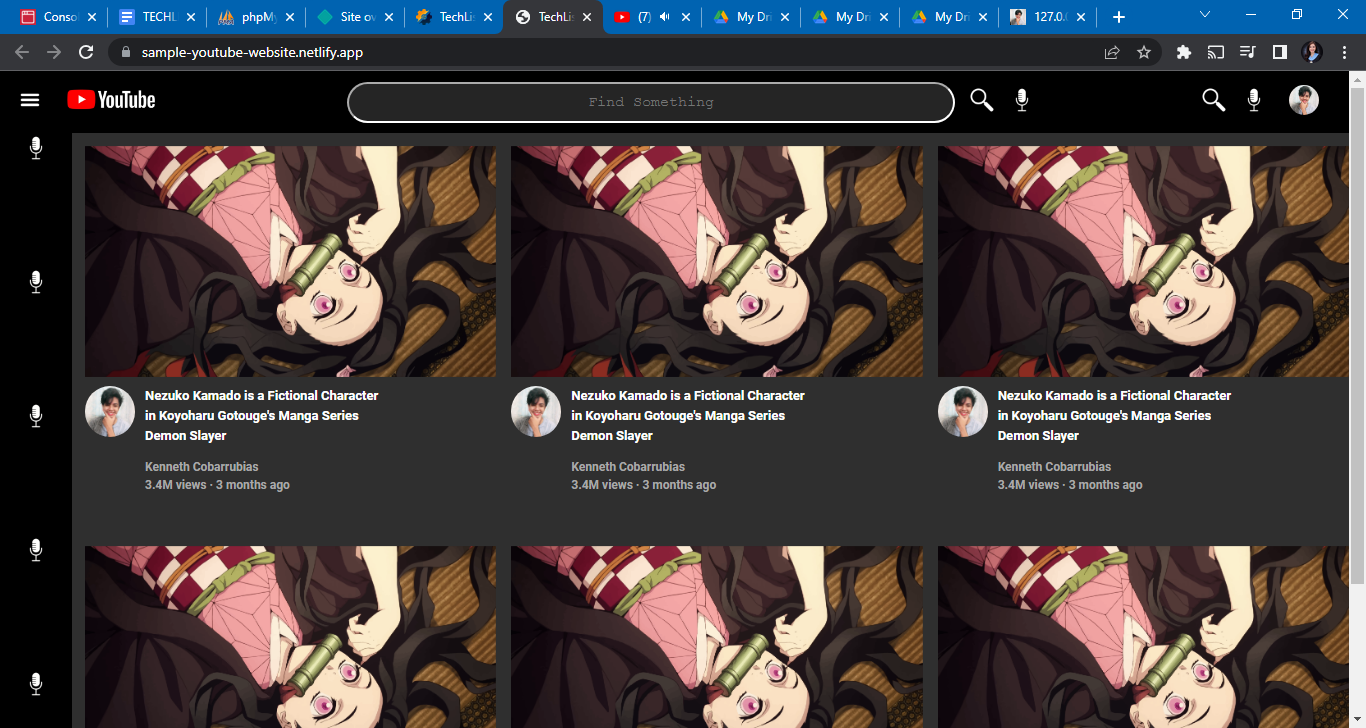 Consol
TECHL
phpMy
Site ov
TechLis
TechLis
(7)
My Dri
My Dri
My Dri
127.0.0
sample-youtube-website.netlify.app
YouTube
Find Something
Nezuko Kamado is a Fictional Character
in Koyoharu Gotouge's Manga Series
Demon Slayer
Kenneth Cobarrubias
3.4M views · 3 months ago
Nezuko Kamado is a Fictional Character
in Koyoharu Gotouge's Manga Series
Demon Slayer
Kenneth Cobarrubias
3.4M views · 3 months ago
Nezuko Kamado is a Fictional Character
in Koyoharu Gotouge's Manga Series
Demon Slayer
Kenneth Cobarrubias
3.4M views · 3 months ago